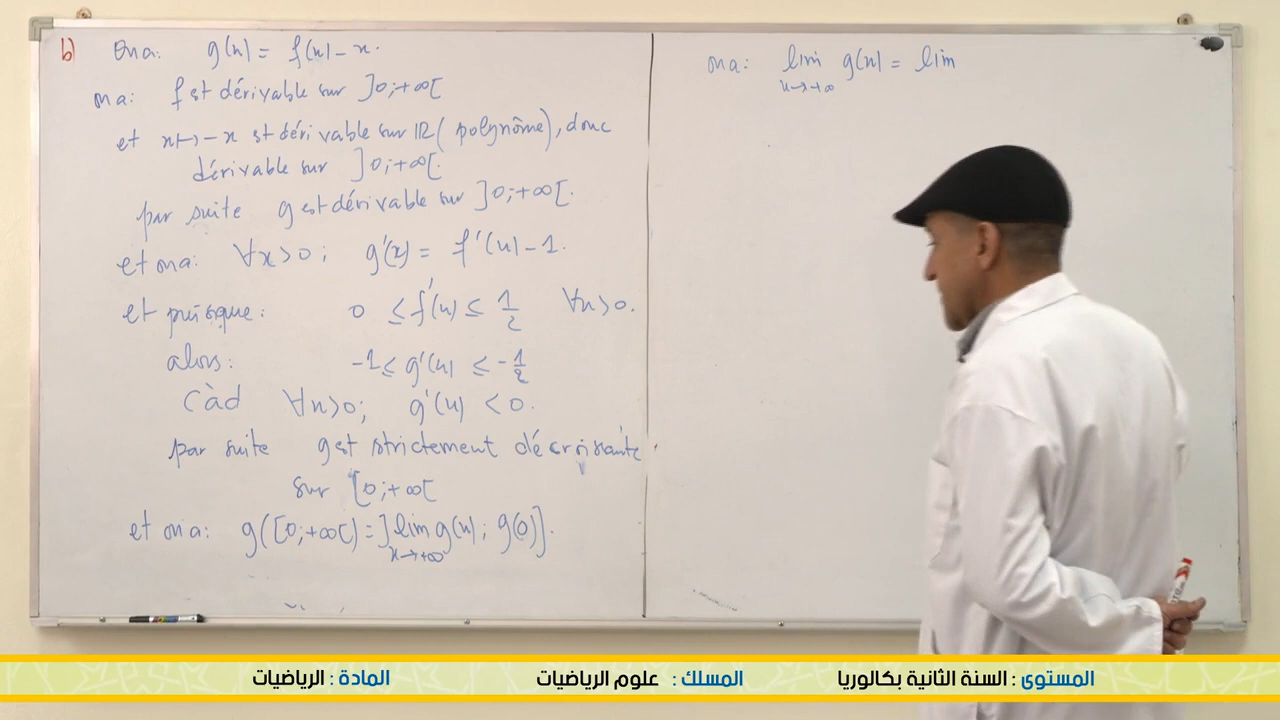 b) On a : g(x) = f(x) - x.
on a : f est dérivable sur ]0;+∞[
et x↦-x est dérivable sur ℝ (polynôme), donc
dérivable sur ]0;+∞[.
par suite g est dérivable sur ]0;+∞[.
et on a : ∀x>0 ; g'(x) = f'(x) - 1.
et puisque : 0 ≤ f'(x) ≤ 1/2 ∀x>0.
alors : -1 ≤ g'(x) ≤ -1/2
càd ∀x>0 ; g'(x) < 0.
par suite g est strictement décroissante
sur [0;+∞[
et on a : g([0;+∞[) = ]lim g(x) ; g(0)].
x→+∞
on a : lim g(x) = lim
x→+∞
المستوى : السنة الثانية بكالوريا
المسلك : علوم الرياضيات
المادة : الرياضيات